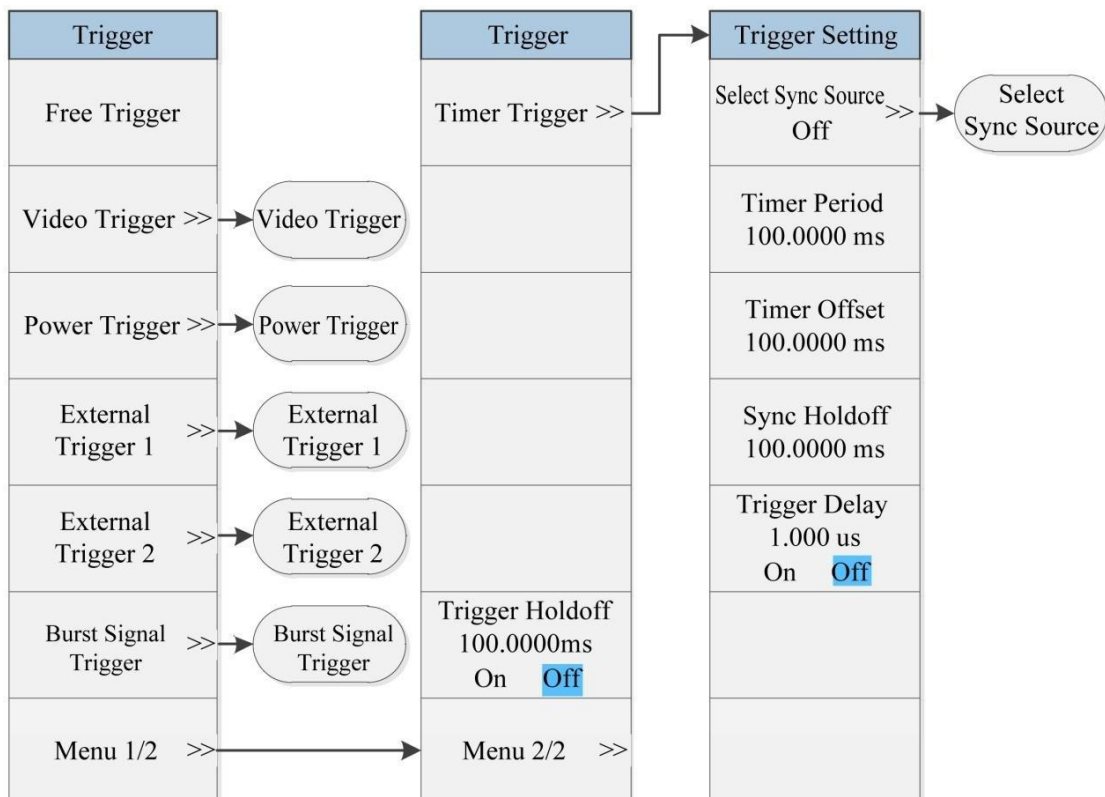 Trigger
Free Trigger
Video Trigger >>
Video Trigger
Power Trigger >>
Power Trigger
External
Trigger 1 >>
External
Trigger 1
External
Trigger 2 >>
External
Trigger 2
Burst Signal
Trigger >>
Burst Signal
Trigger
Menu 1/2 >>
Trigger
Timer Trigger >>
Trigger Holdoff
100.0000ms
On Off
Menu 2/2 >>
Trigger Setting
Select Sync Source >>
Off
Select
Sync Source
Timer Period
100.0000 ms
Timer Offset
100.0000 ms
Sync Holdoff
100.0000 ms
Trigger Delay
1.000 us
On Off